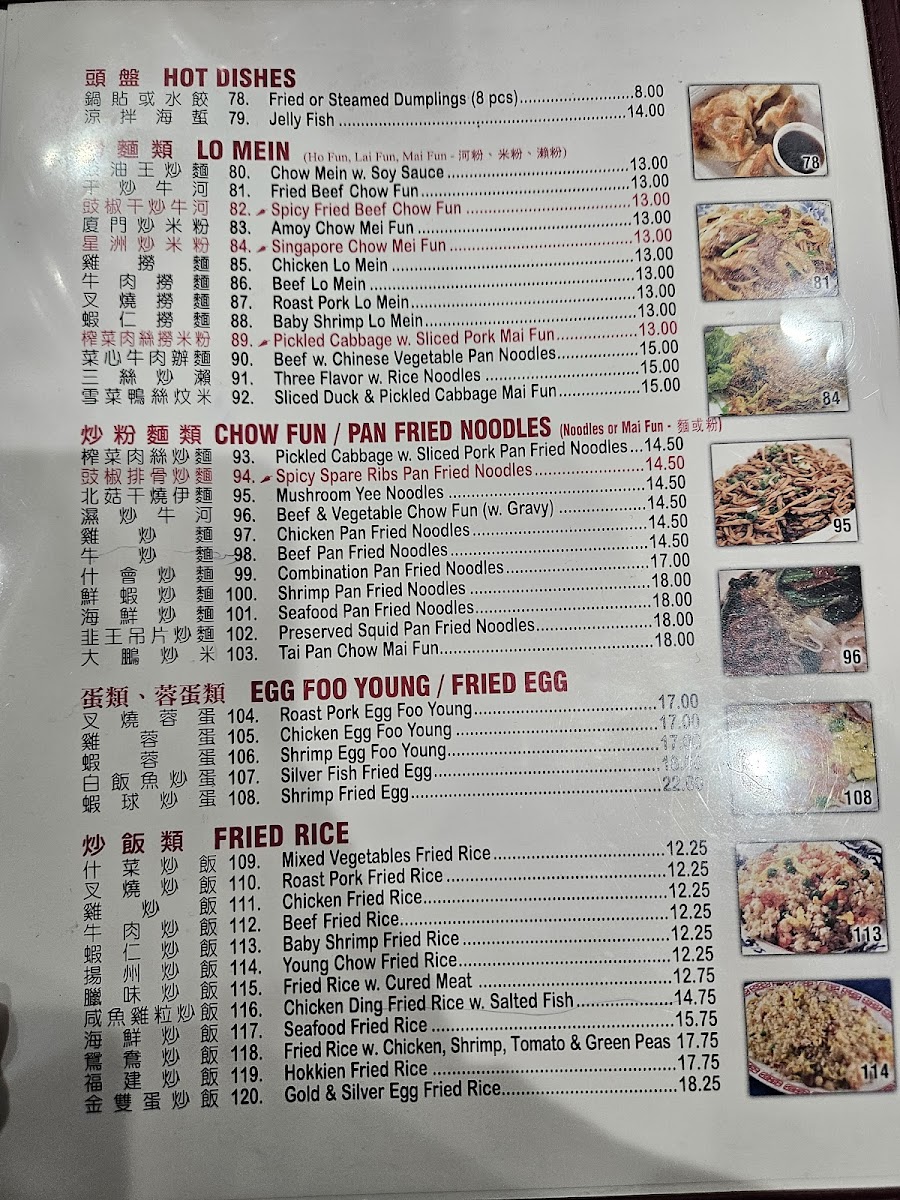 頭盤 HOT DISHES
鍋貼或水餃 78. Fried or Steamed Dumplings (8 pcs) 8.00
涼拌海蜇 79. Jelly Fish 14.00
麵類 LO MEIN (Ho Fun, Lai Fun, Mai Fun - 河粉、米粉、瀨粉)
油王炒麵 80. Chow Mein w. Soy Sauce 13.00
干炒牛河 81. Fried Beef Chow Fun 13.00
豉椒干炒牛河 82. Spicy Fried Beef Chow Fun 13.00
廈門炒米粉 83. Amoy Chow Mei Fun 13.00
星洲炒米粉 84. Singapore Chow Mei Fun 13.00
雞撈麵 85. Chicken Lo Mein 13.00
牛肉撈麵 86. Beef Lo Mein 13.00
叉燒撈麵 87. Roast Pork Lo Mein 13.00
蝦仁撈麵 88. Baby Shrimp Lo Mein 13.00
榨菜肉絲撈米粉 89. Pickled Cabbage w. Sliced Pork Mai Fun 13.00
菜心牛肉辦麵 90. Beef w. Chinese Vegetable Pan Noodles 15.00
三絲炒瀨 91. Three Flavor w. Rice Noodles 15.00
雪菜鴨絲炆米 92. Sliced Duck & Pickled Cabbage Mai Fun 15.00
炒粉麵類 CHOW FUN / PAN FRIED NOODLES (Noodles or Mai Fun - 麵或粉)
榨菜肉絲炒麵 93. Pickled Cabbage w. Sliced Pork Pan Fried Noodles 14.50
豉椒排骨炒麵 94. Spicy Spare Ribs Pan Fried Noodles 14.50
北菇干燒伊麵 95. Mushroom Yee Noodles 14.50
濕炒牛河 96. Beef & Vegetable Chow Fun (w. Gravy) 14.50
雞炒麵 97. Chicken Pan Fried Noodles 14.50
牛炒麵 98. Beef Pan Fried Noodles 14.50
什會炒麵 99. Combination Pan Fried Noodles 17.00
鮮蝦炒麵 100. Shrimp Pan Fried Noodles 18.00
海鮮炒麵 101. Seafood Pan Fried Noodles 18.00
韭王吊片炒麵 102. Preserved Squid Pan Fried Noodles 18.00
大鵬炒米 103. Tai Pan Chow Mai Fun 18.00
蛋類、蓉蛋類 EGG FOO YOUNG / FRIED EGG
叉燒蓉蛋 104. Roast Pork Egg Foo Young 17.00
雞蓉蛋 105. Chicken Egg Foo Young 17.00
蝦蓉蛋 106. Shrimp Egg Foo Young 17.00
白飯魚炒蛋 107. Silver Fish Fried Egg
蝦球炒蛋 108. Shrimp Fried Egg 22.00
炒飯類 FRIED RICE
什菜炒飯 109. Mixed Vegetables Fried Rice 12.25
叉燒炒飯 110. Roast Pork Fried Rice 12.25
雞炒飯 111. Chicken Fried Rice 12.25
牛肉炒飯 112. Beef Fried Rice 12.25
蝦仁炒飯 113. Baby Shrimp Fried Rice 12.25
揚州炒飯 114. Young Chow Fried Rice 12.25
臘味炒飯 115. Fried Rice w. Cured Meat 12.75
咸魚雞粒炒飯 116. Chicken Ding Fried Rice w. Salted Fish 14.75
海鮮炒飯 117. Seafood Fried Rice 15.75
鴛鴦炒飯 118. Fried Rice w. Chicken, Shrimp, Tomato & Green Peas 17.75
福建炒飯 119. Hokkien Fried Rice 17.75
金雙蛋炒飯 120. Gold & Silver Egg Fried Rice 18.25
78
81
84
95
96
108
113
114